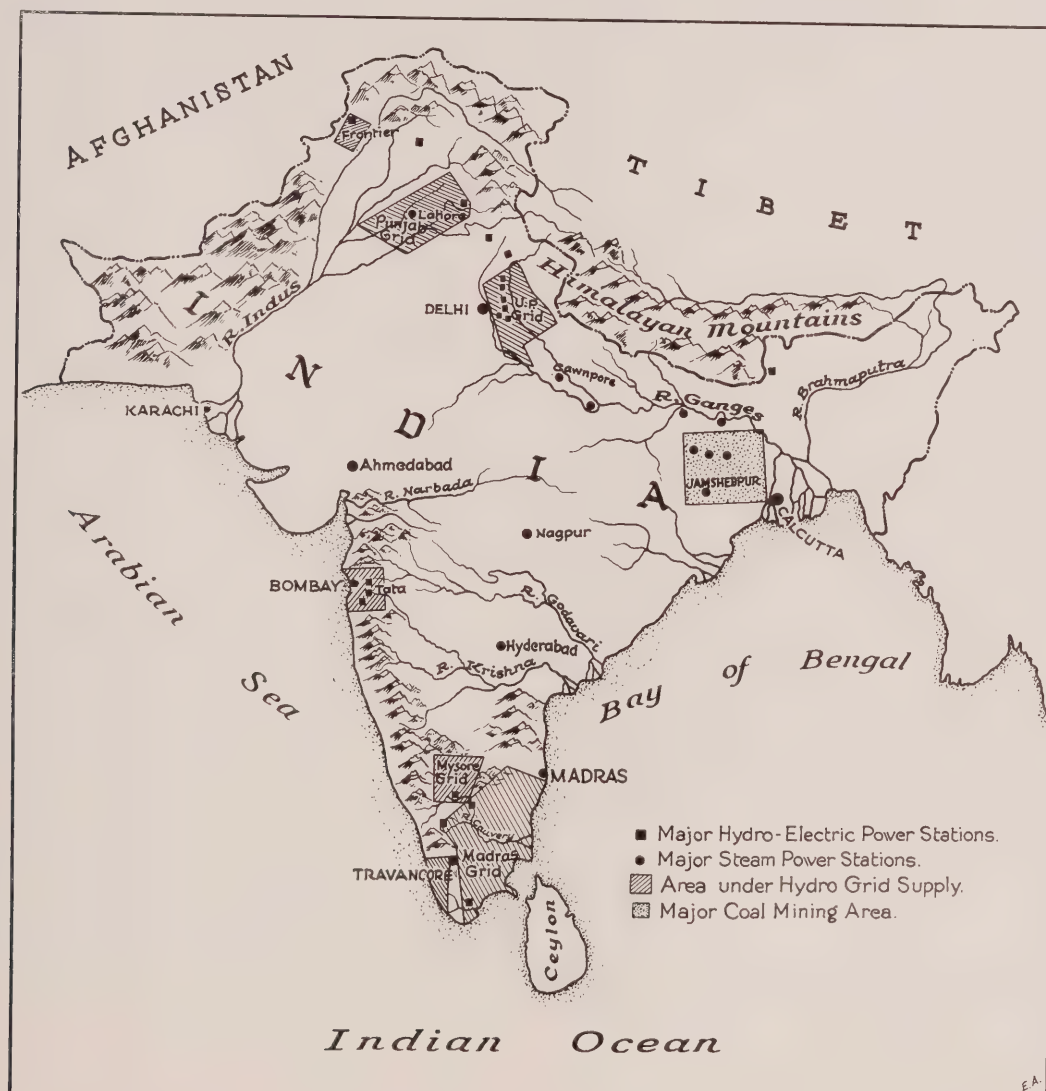 AFGHANISTAN
TIBET
Frontier
Lahore
Punjab
Grid
I
N
D
I
A
R. Indus
DELHI
U.P.
Grid
Himalayan Mountains
Cawnpore
R. Ganges
R. Brahmaputra
KARACHI
Ahmedabad
R. Narbada
JAMSHEDPUR
CALCUTTA
Nagpur
Arabian
Sea
BOMBAY
Tata
R. Godavari
Hyderabad
R. Krishna
Bay of Bengal
Mysore
Grid
MADRAS
R. Cauvery
Madras
Grid
TRAVANCORE
Ceylon
Major Hydro-Electric Power Stations.
Major Steam Power Stations.
Area under Hydro Grid Supply.
Major Coal Mining Area.
Indian Ocean
E.A.